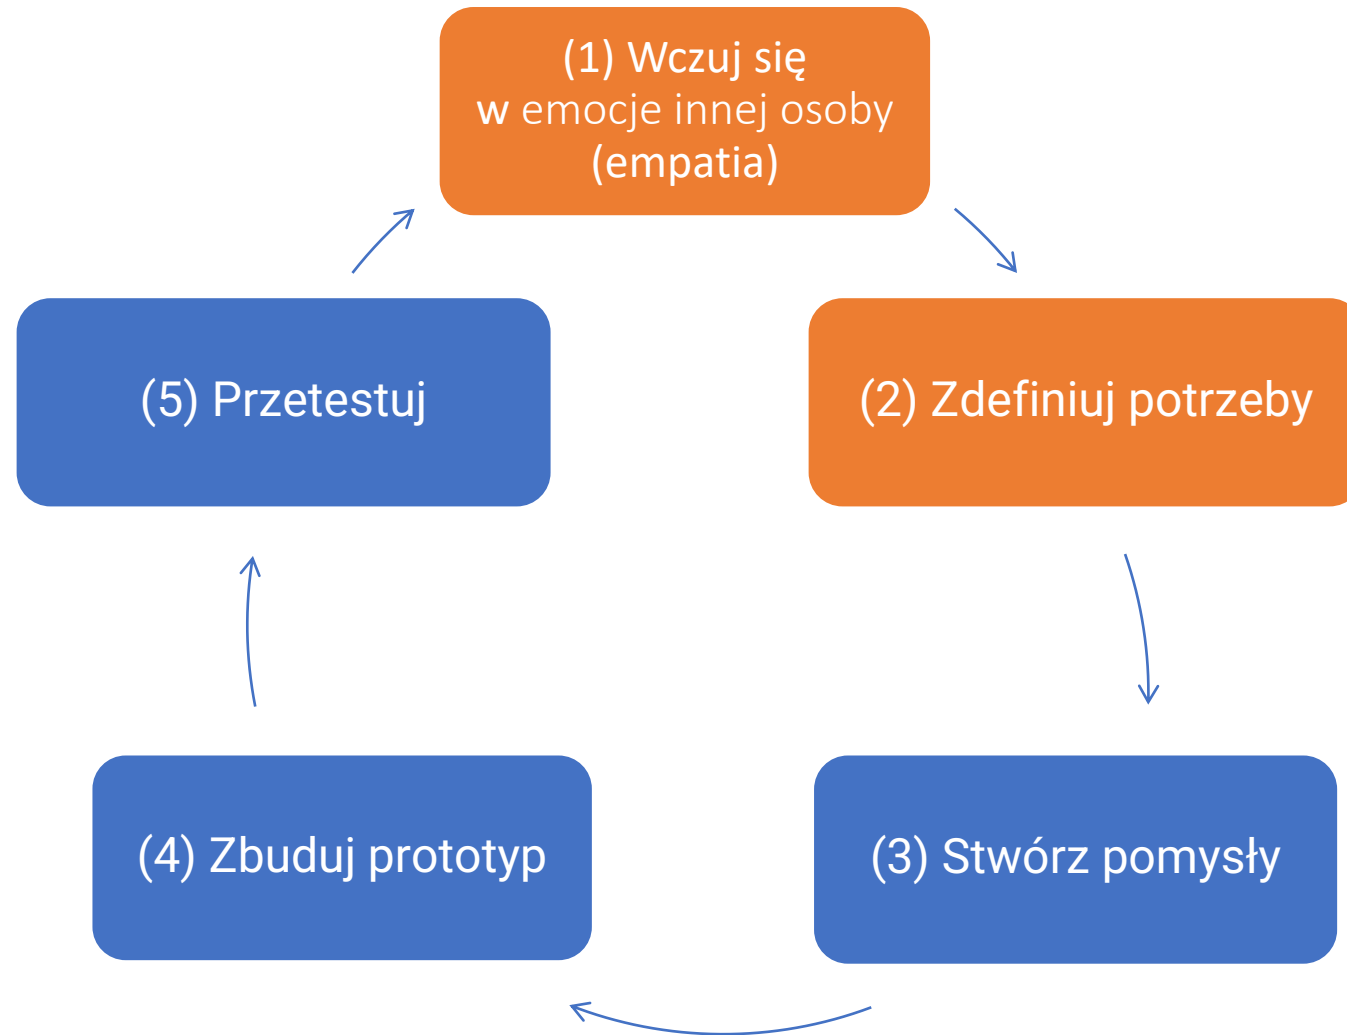 (1) Wczuj się
w emocje innej osoby
(empatia)
(2) Zdefiniuj potrzeby
(3) Stwórz pomysły
(4) Zbuduj prototyp
(5) Przetestuj